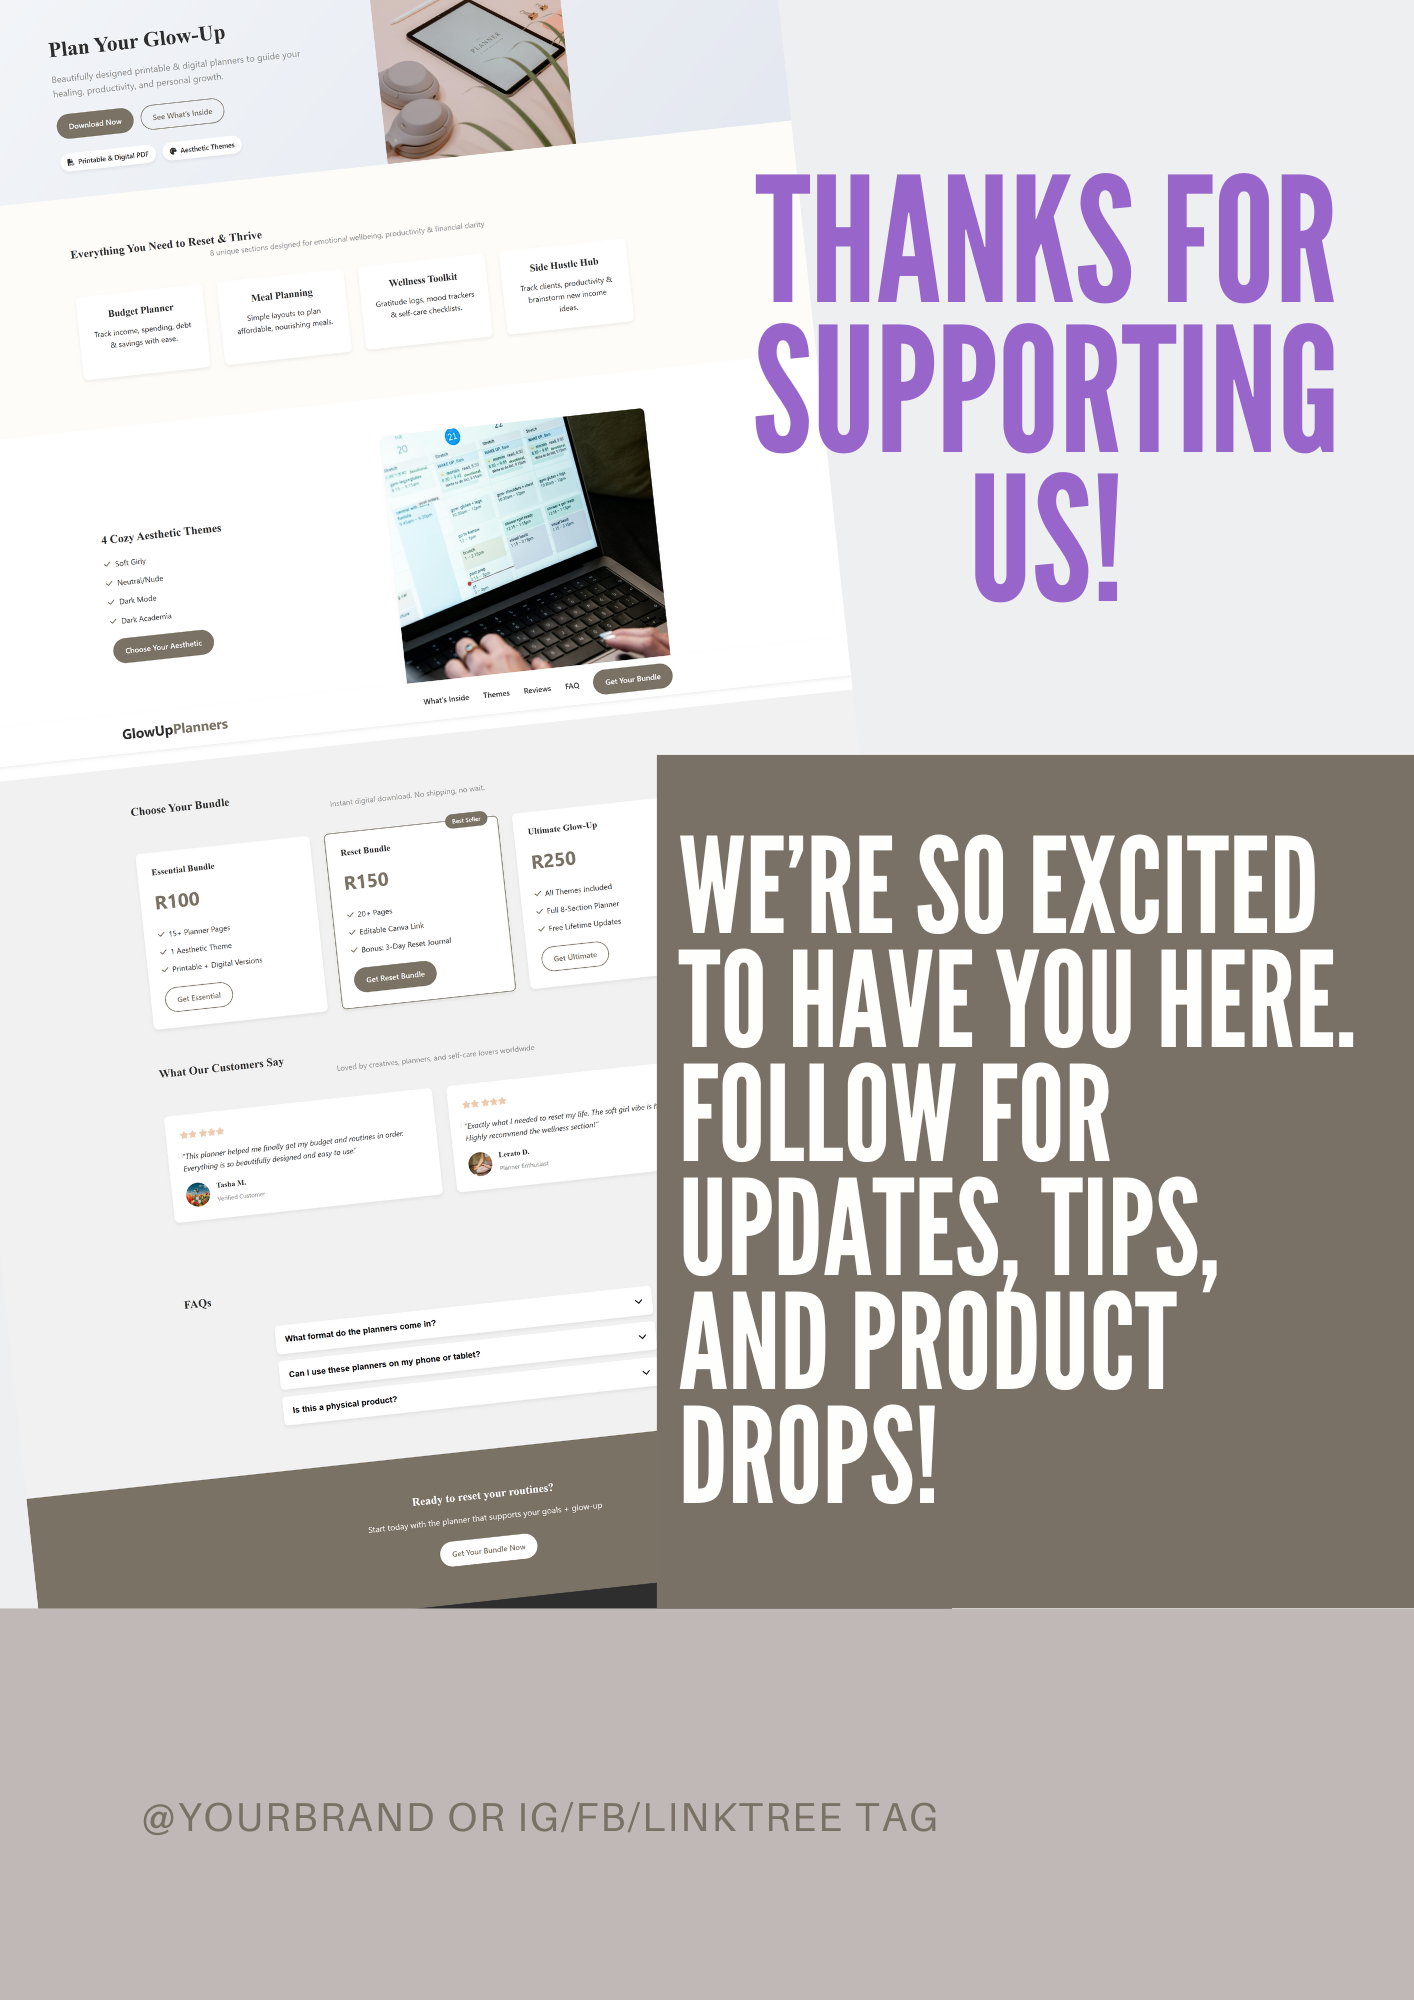 Plan Your Glow-Up
Beautifully designed printable & digital planners to guide your
healing, productivity, and personal growth.
Download Now
See What's Inside
Printable & Digital PDF
Aesthetic Themes
PLANNER
THANKS FOR
SUPPORTING
US!
Everything You Need to Reset & Thrive
8 unique sections designed for emotional wellbeing, productivity & financial clarity
Budget Planner
Track income, spending, debt
& savings with ease.
Meal Planning
Simple layouts to plan
affordable, nourishing meals.
Wellness Toolkit
Gratitude logs, mood trackers
& self-care checklists.
Side Hustle Hub
Track clients, productivity &
brainstorm new income
ideas.
20
21
22
4 Cozy Aesthetic Themes
Soft Girly
Neutral/Nude
Dark Mode
Dark Academia
Choose Your Aesthetic
GlowUpPlanners
What's Inside
Themes
Reviews
FAQ
Get Your Bundle
Choose Your Bundle
Instant digital download. No shipping, no wait.
Essential Bundle
R100
15+ Planner Pages
1 Aesthetic Theme
Printable + Digital Versions
Get Essential
Best Seller
Reset Bundle
R150
20+ Pages
Editable Canva Link
Bonus: 3-Day Reset Journal
Get Reset Bundle
Ultimate Glow-Up
R250
All Themes Included
Full 8-Section Planner
Free Lifetime Updates
Get Ultimate
WE'RE SO EXCITED
TO HAVE YOU HERE.
FOLLOW FOR
UPDATES, TIPS,
AND PRODUCT
DROPS!
What Our Customers Say
Loved by creatives, planners, and self-care lovers worldwide
"This planner helped me finally get my budget and routines in order.
Everything is so beautifully designed and easy to use."
Tasha M.
Verified Customer
"Exactly what I needed to reset my life. The soft girl vibe is
Highly recommend the wellness section!"
Lerato D.
Planner Enthusiast
FAQs
What format do the planners come in?
Can I use these planners on my phone or tablet?
Is this a physical product?
Ready to reset your routines?
Start today with the planner that supports your goals + glow-up
Get Your Bundle Now
@YOURBRAND OR IG/FB/LINKTREE TAG